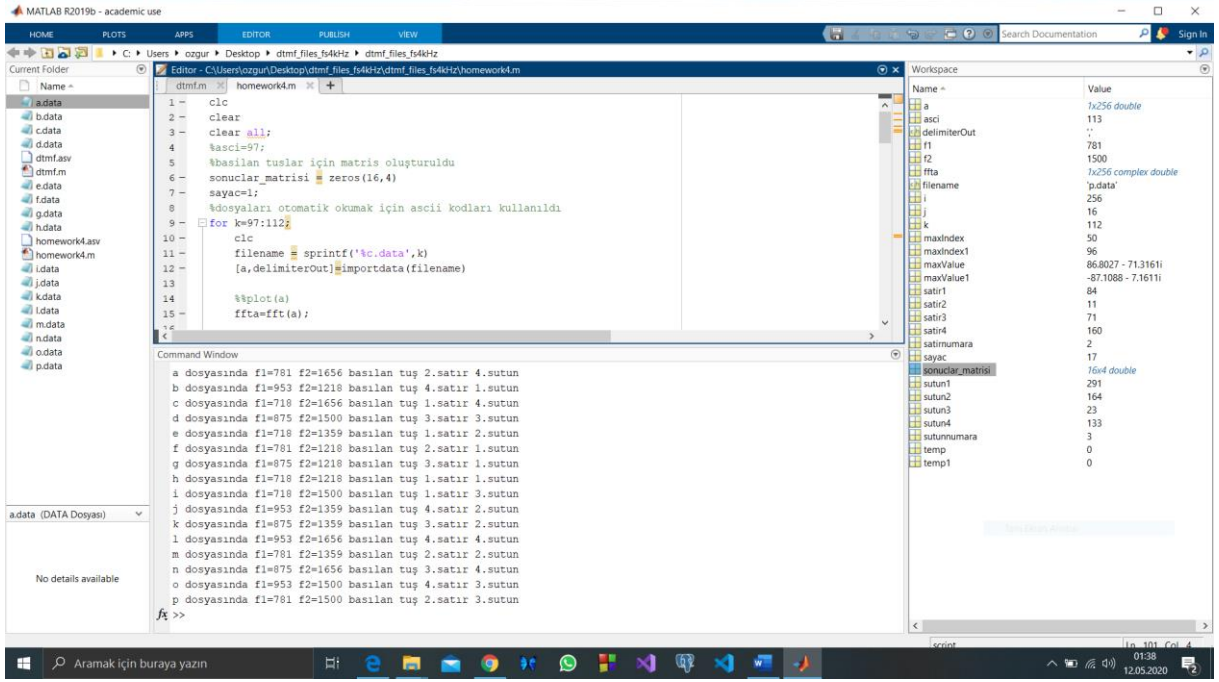 MATLAB R2019b - academic use
HOME PLOTS APPS EDITOR PUBLISH VIEW Search Documentation Sign In
C: Users ozgur Desktop dtmf_files_fs4kHz dtmf_files_fs4kHz
Current Folder
Name
a.data
b.data
c.data
d.data
dtmf.asv
dtmf.m
e.data
f.data
g.data
h.data
homework4.asv
homework4.m
i.data
j.data
k.data
l.data
m.data
n.data
o.data
p.data
a.data (DATA Dosyası)
No details available
Editor - C:\Users\ozgur\Desktop\dtmf_files_fs4kHz\dtmf_files_fs4kHz\homework4.m
dtmf.m homework4.m
1 - clc
2 - clear
3 - clear all;
4 %asci=97;
5 %basilan tuslar için matris oluşturuldu
6 - sonuclar_matrisi = zeros(16,4)
7 - sayac=1;
8 %dosyaları otomatik okumak için ascii kodları kullanıldı
9 - for k=97:112;
10 - clc
11 - filename = sprintf('%c.data',k)
12 - [a,delimiterOut]=importdata(filename)
13
14 %%plot(a)
15 - ffta=fft(a);
16
Command Window
a dosyasında f1=781 f2=1656 basılan tuş 2.satır 4.sutun
b dosyasında f1=953 f2=1218 basılan tuş 4.satır 1.sutun
c dosyasında f1=718 f2=1656 basılan tuş 1.satır 4.sutun
d dosyasında f1=875 f2=1500 basılan tuş 3.satır 3.sutun
e dosyasında f1=718 f2=1359 basılan tuş 1.satır 2.sutun
f dosyasında f1=781 f2=1218 basılan tuş 2.satır 1.sutun
g dosyasında f1=875 f2=1218 basılan tuş 3.satır 1.sutun
h dosyasında f1=718 f2=1218 basılan tuş 1.satır 1.sutun
i dosyasında f1=718 f2=1500 basılan tuş 1.satır 3.sutun
j dosyasında f1=953 f2=1359 basılan tuş 4.satır 2.sutun
k dosyasında f1=875 f2=1359 basılan tuş 3.satır 2.sutun
l dosyasında f1=953 f2=1656 basılan tuş 4.satır 4.sutun
m dosyasında f1=781 f2=1359 basılan tuş 2.satır 2.sutun
n dosyasında f1=875 f2=1656 basılan tuş 3.satır 4.sutun
o dosyasında f1=953 f2=1500 basılan tuş 4.satır 3.sutun
p dosyasında f1=781 f2=1500 basılan tuş 2.satır 3.sutun
fx >>
Workspace
Name Value
a 1x256 double
asci 113
delimiterOut ','
f1 781
f2 1500
ffta 1x256 complex double
filename 'p.data'
i 256
j 16
k 112
maxIndex 50
maxIndex1 96
maxValue 86.8027 - 71.3161i
maxValue1 -87.1088 - 7.1611i
satir1 84
satir2 11
satir3 71
satir4 160
satirnumara 2
sayac 17
sonuclar_matrisi 16x4 double
sutun1 291
sutun2 164
sutun3 23
sutun4 133
sutunnumara 3
temp 0
temp1 0
script Ln 101 Col 4
Aramak için buraya yazın
01:38
12.05.2020